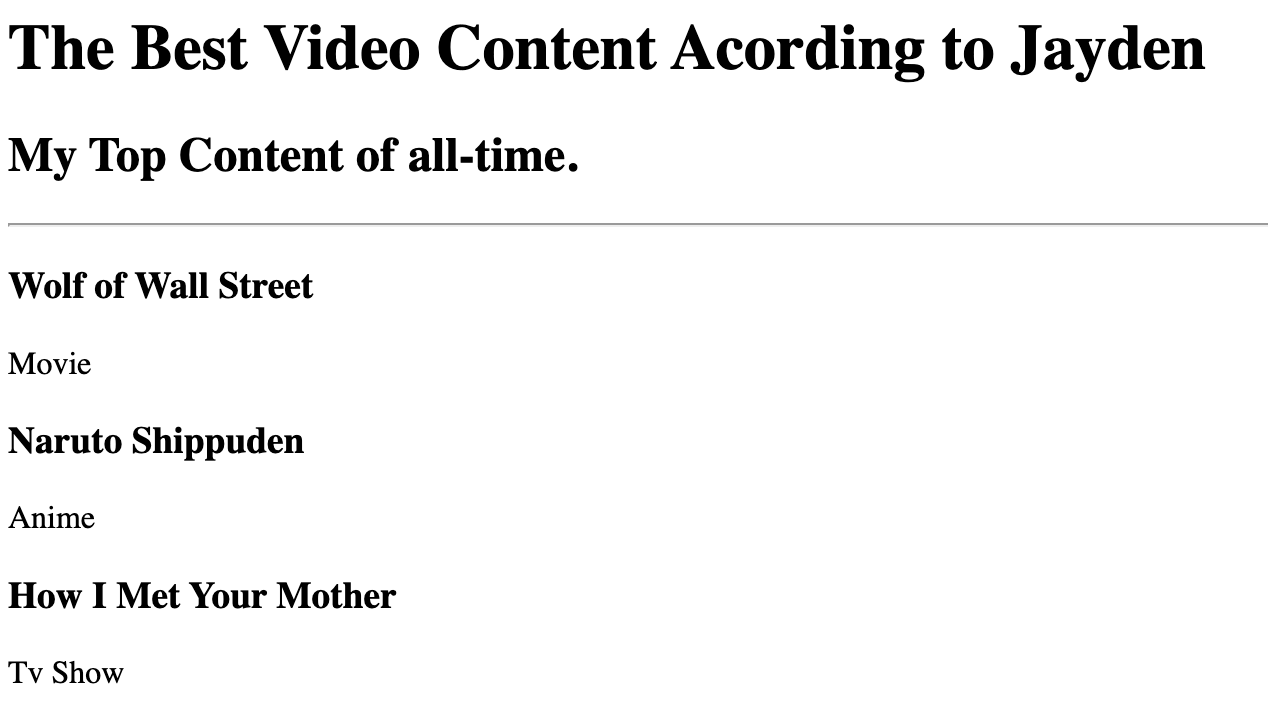 The Best Video Content Acording to Jayden
My Top Content of all-time.
Wolf of Wall Street
Movie
Naruto Shippuden
Anime
How I Met Your Mother
Tv Show